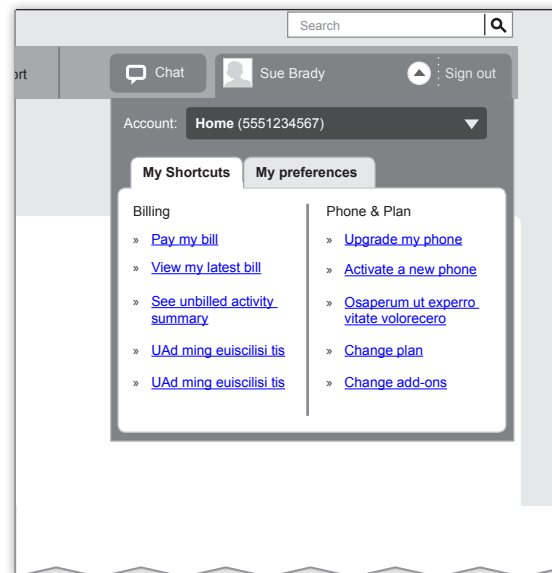 Search
ort
Chat
Sue Brady
Sign out
Account: Home (5551234567)
My Shortcuts
My preferences
Billing
» Pay my bill
» View my latest bill
» See unbilled activity
summary
» UAd ming euiscilisi tis
» UAd ming euiscilisi tis
Phone & Plan
» Upgrade my phone
» Activate a new phone
» Osaperum ut experro
vitate volorecero
» Change plan
» Change add-ons